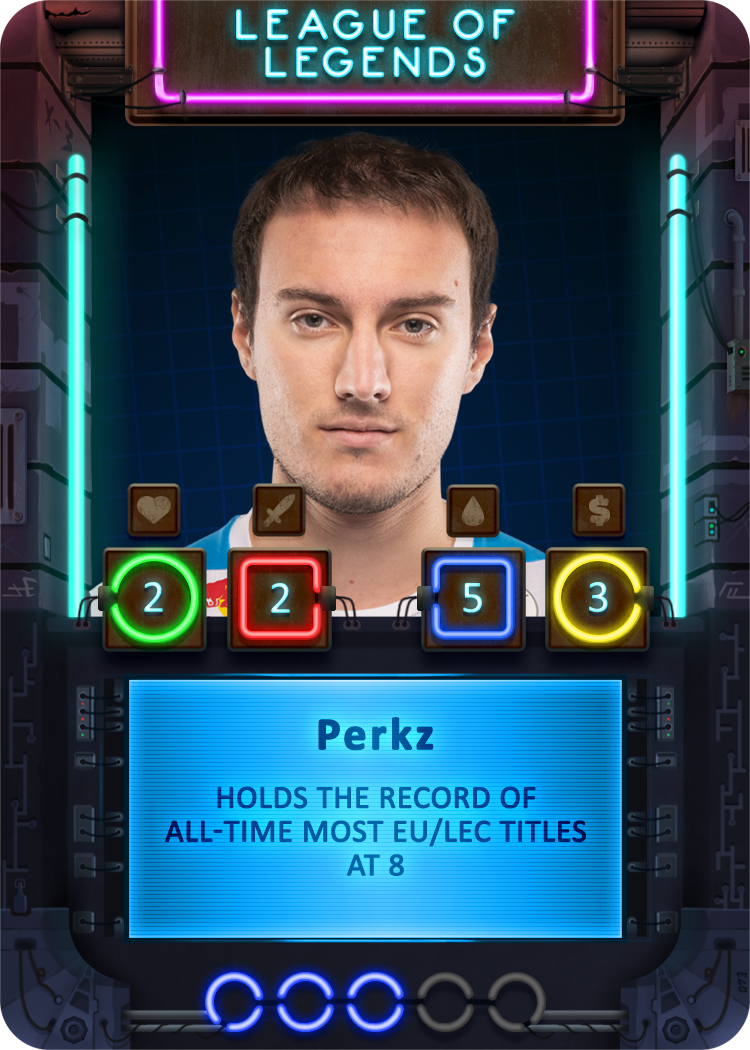 LEAGUE OF
LEGENDS
$
2
2
5
3
Perkz
HOLDS THE RECORD OF
ALL-TIME MOST EU/LEC TITLES
AT 8